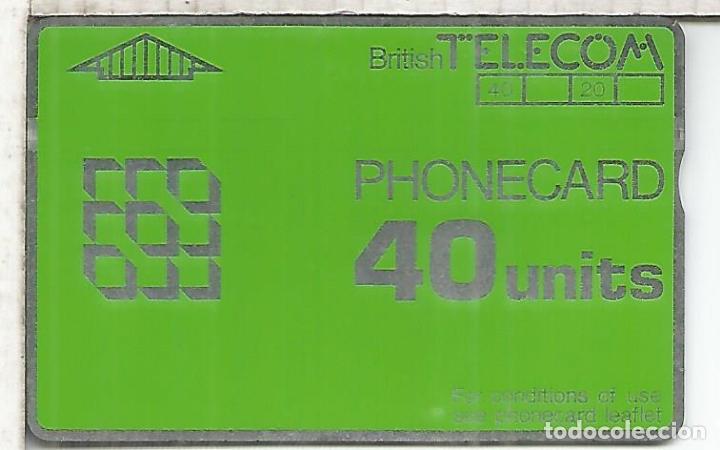 British TELECOM
40 20
PHONECARD
40 units
For conditions of use
see phonecard leaflet
todocoleccion